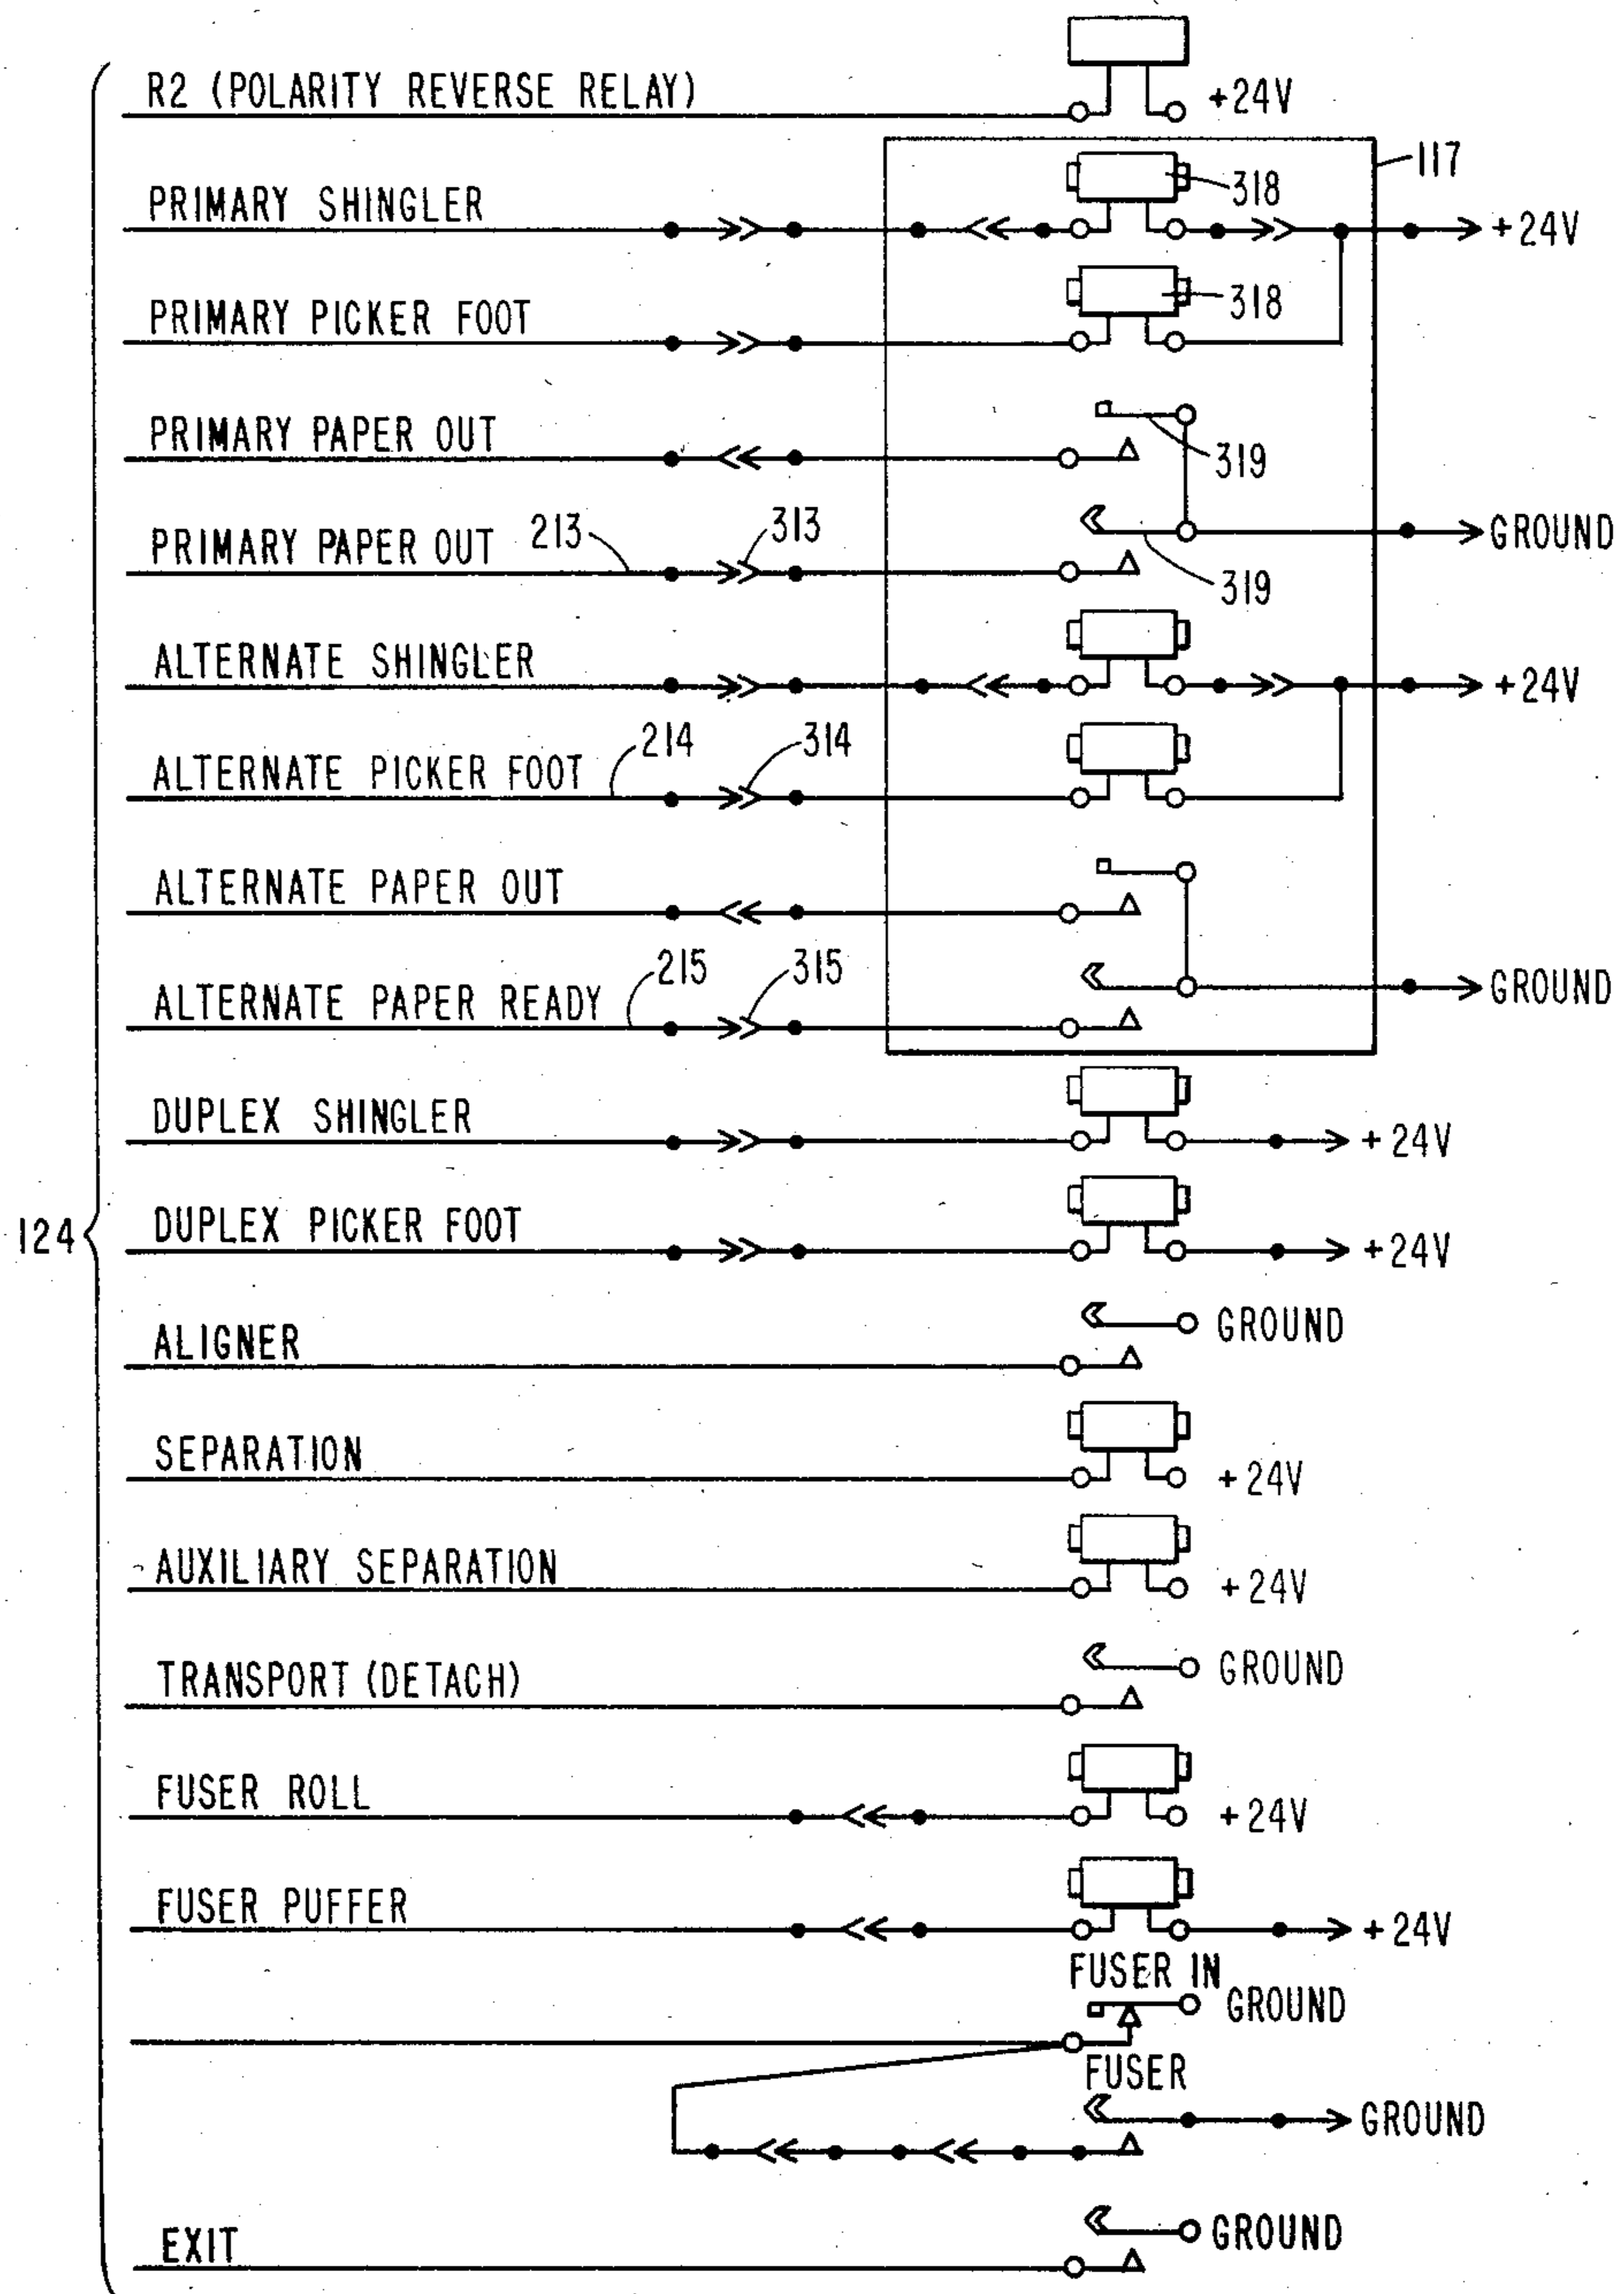 R2 (POLARITY REVERSE RELAY) +24V
117
PRIMARY SHINGLER 318 +24V
PRIMARY PICKER FOOT 318
PRIMARY PAPER OUT 319
PRIMARY PAPER OUT 213 313 GROUND
319
ALTERNATE SHINGLER +24V
ALTERNATE PICKER FOOT 214 314
ALTERNATE PAPER OUT
ALTERNATE PAPER READY 215 315 GROUND
DUPLEX SHINGLER +24V
124
DUPLEX PICKER FOOT +24V
ALIGNER GROUND
SEPARATION +24V
AUXILIARY SEPARATION +24V
TRANSPORT (DETACH) GROUND
FUSER ROLL +24V
FUSER PUFFER +24V
FUSER IN
GROUND
FUSER
GROUND
EXIT GROUND